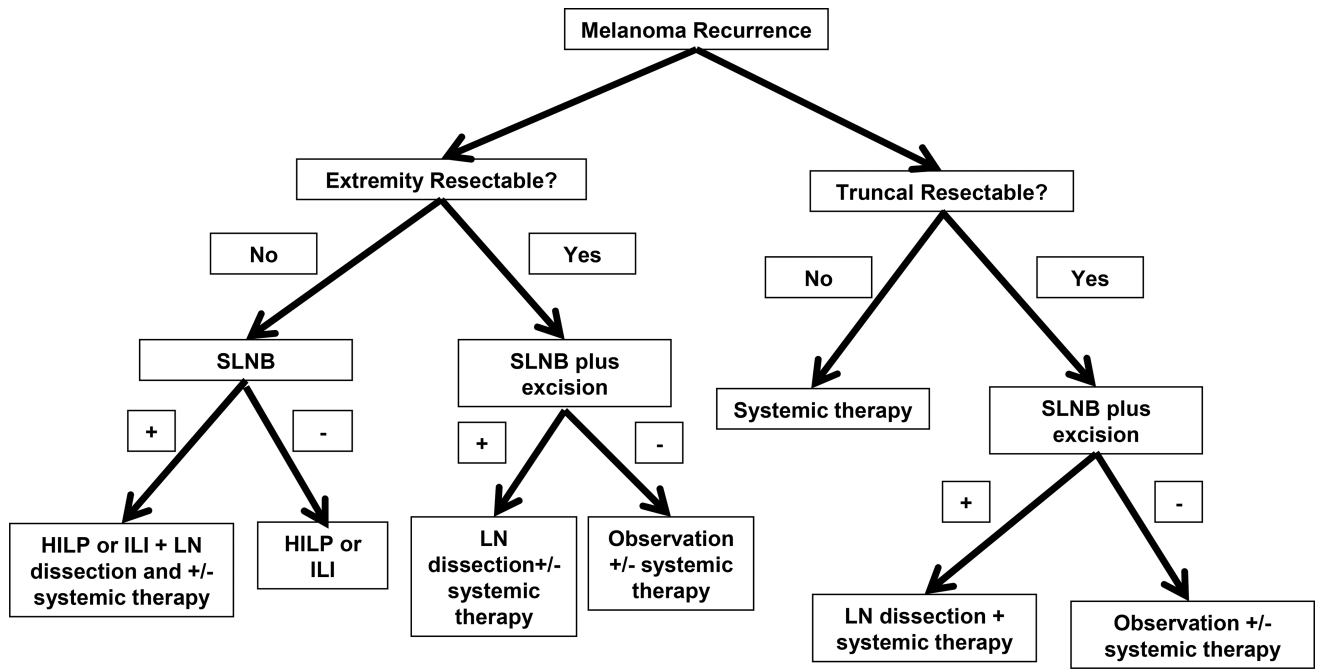 Melanoma Recurrence
Extremity Resectable?
Truncal Resectable?
No
Yes
No
Yes
SLNB
SLNB plus
excision
Systemic therapy
SLNB plus
excision
+
-
+
-
+
-
HILP or ILI + LN
dissection and +/-
systemic therapy
HILP or
ILI
LN
dissection+/-
systemic
therapy
Observation
+/- systemic
therapy
LN dissection +
systemic therapy
Observation +/-
systemic therapy